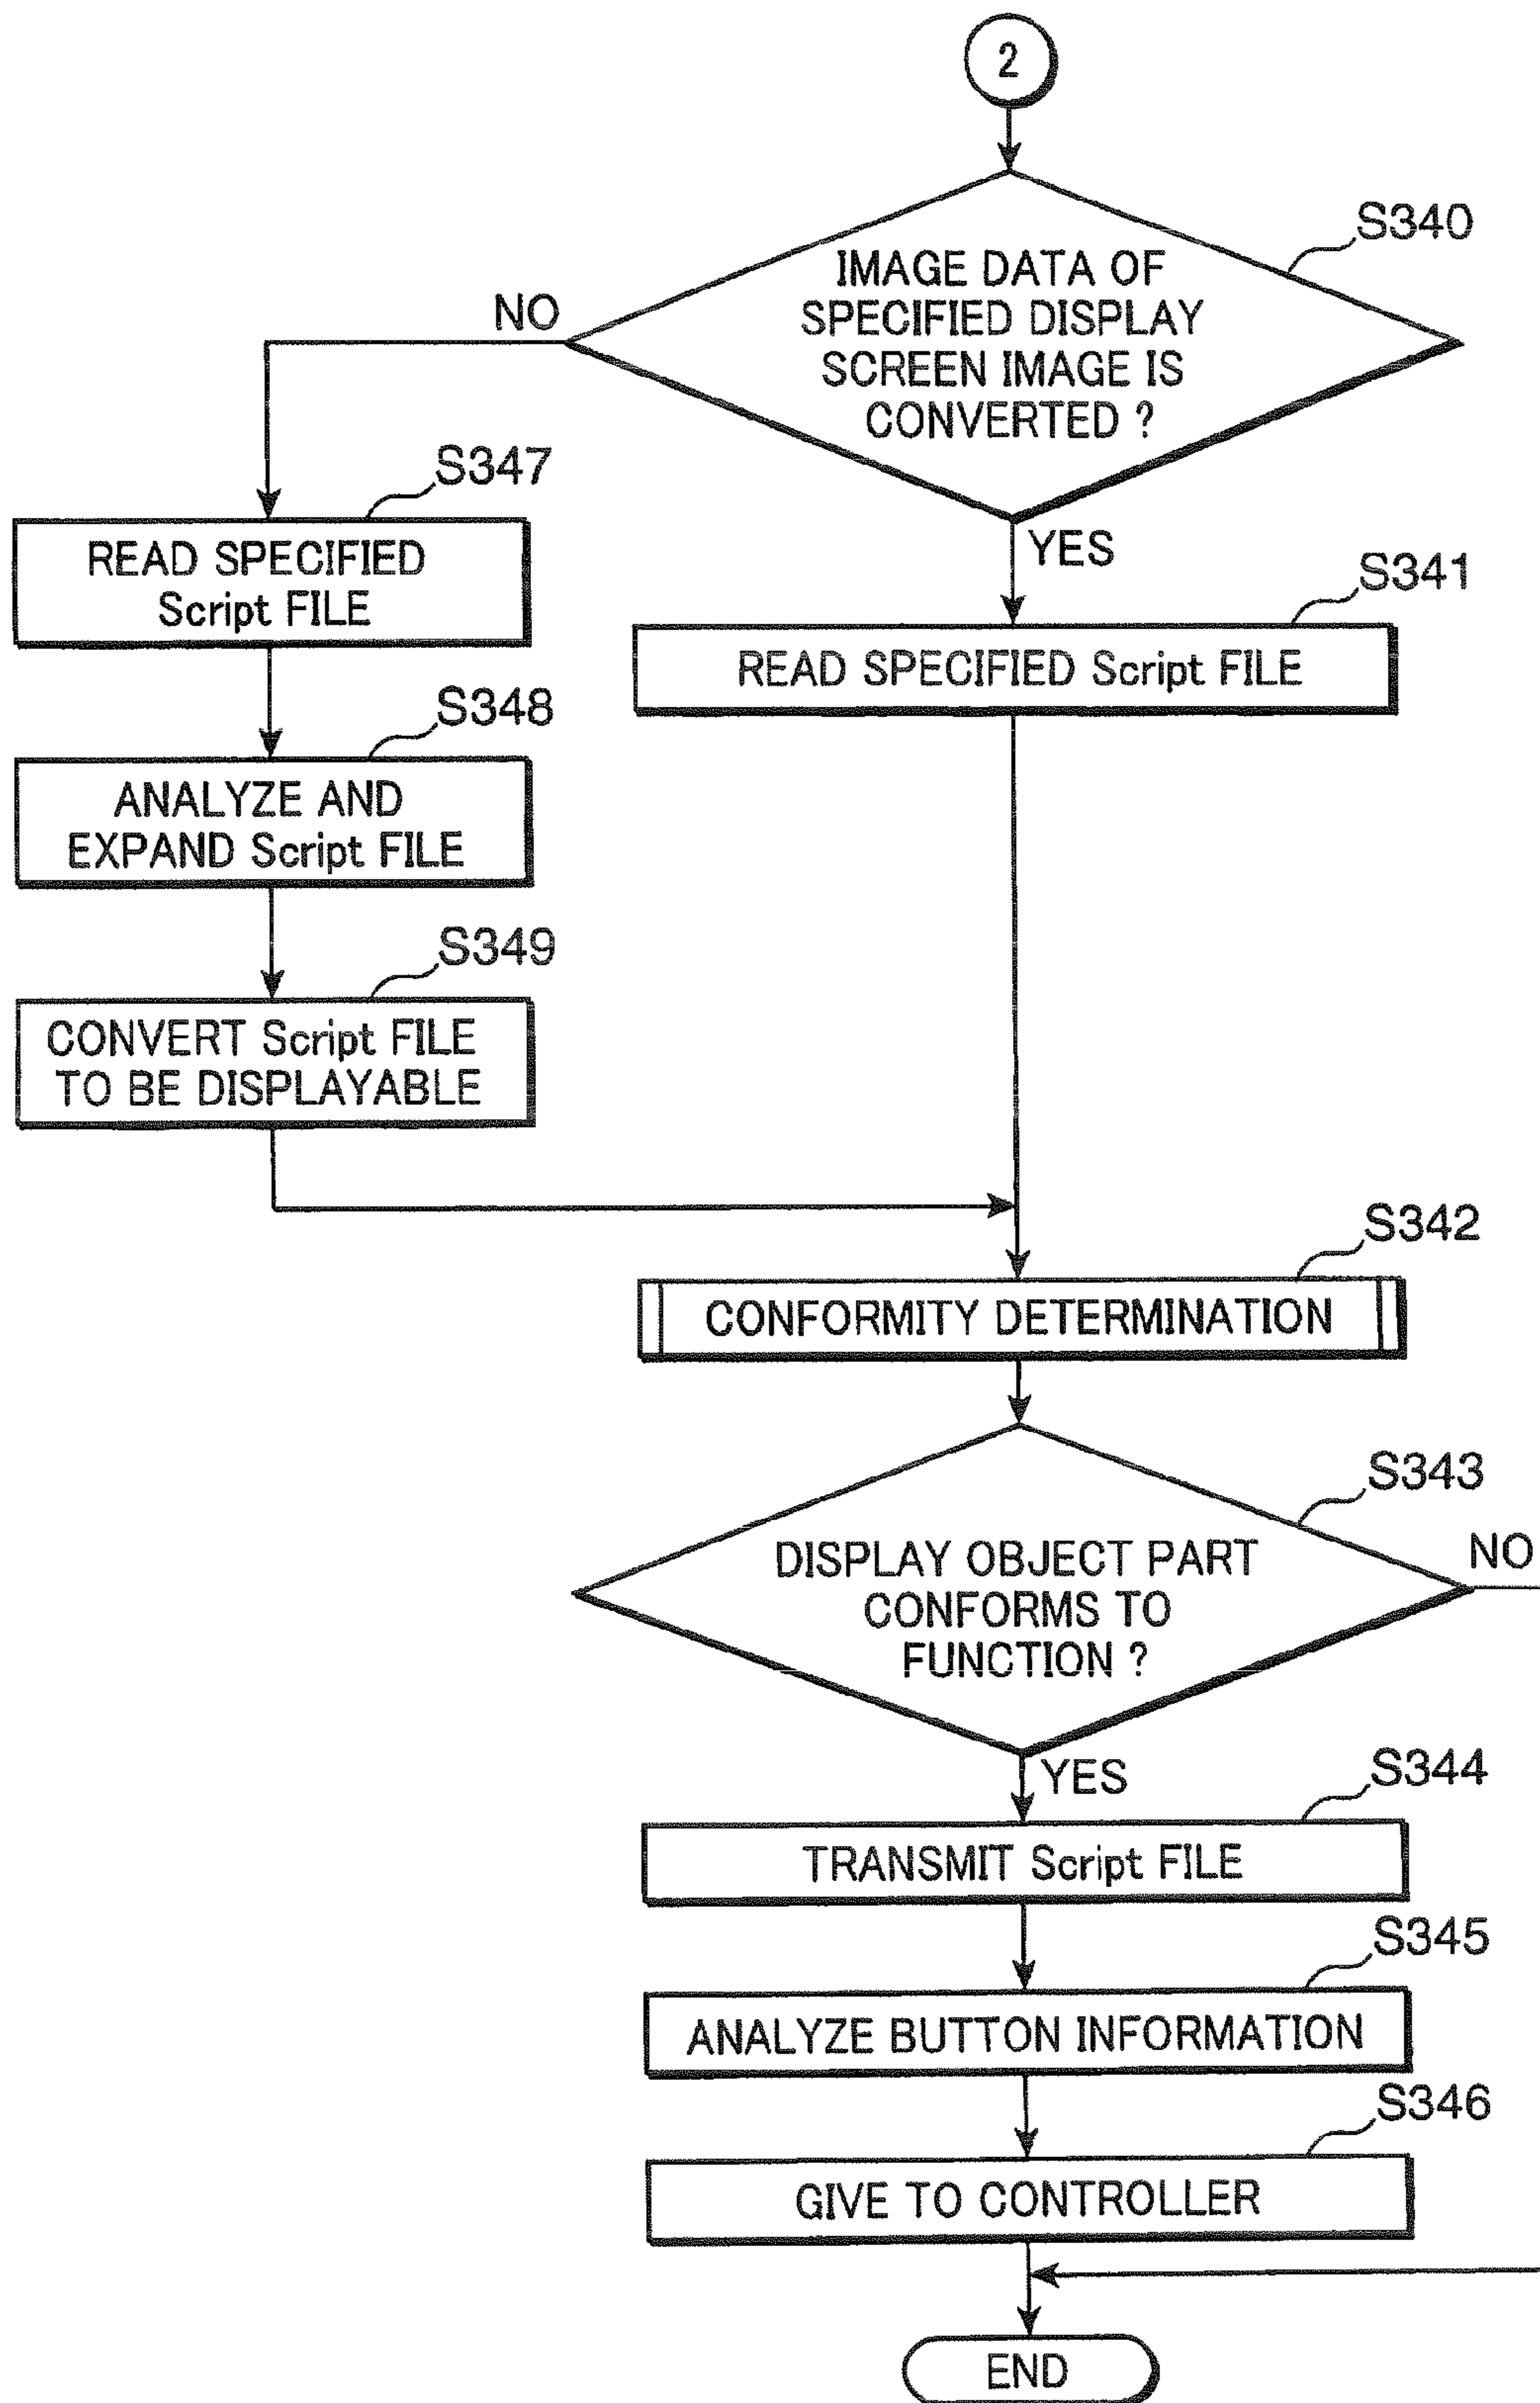 2
S340
IMAGE DATA OF
SPECIFIED DISPLAY
SCREEN IMAGE IS
CONVERTED ?
NO
YES
S347
READ SPECIFIED
Script FILE
S341
READ SPECIFIED Script FILE
S348
ANALYZE AND
EXPAND Script FILE
S349
CONVERT Script FILE
TO BE DISPLAYABLE
S342
CONFORMITY DETERMINATION
S343
DISPLAY OBJECT PART
CONFORMS TO
FUNCTION ?
NO
YES
S344
TRANSMIT Script FILE
S345
ANALYZE BUTTON INFORMATION
S346
GIVE TO CONTROLLER
END